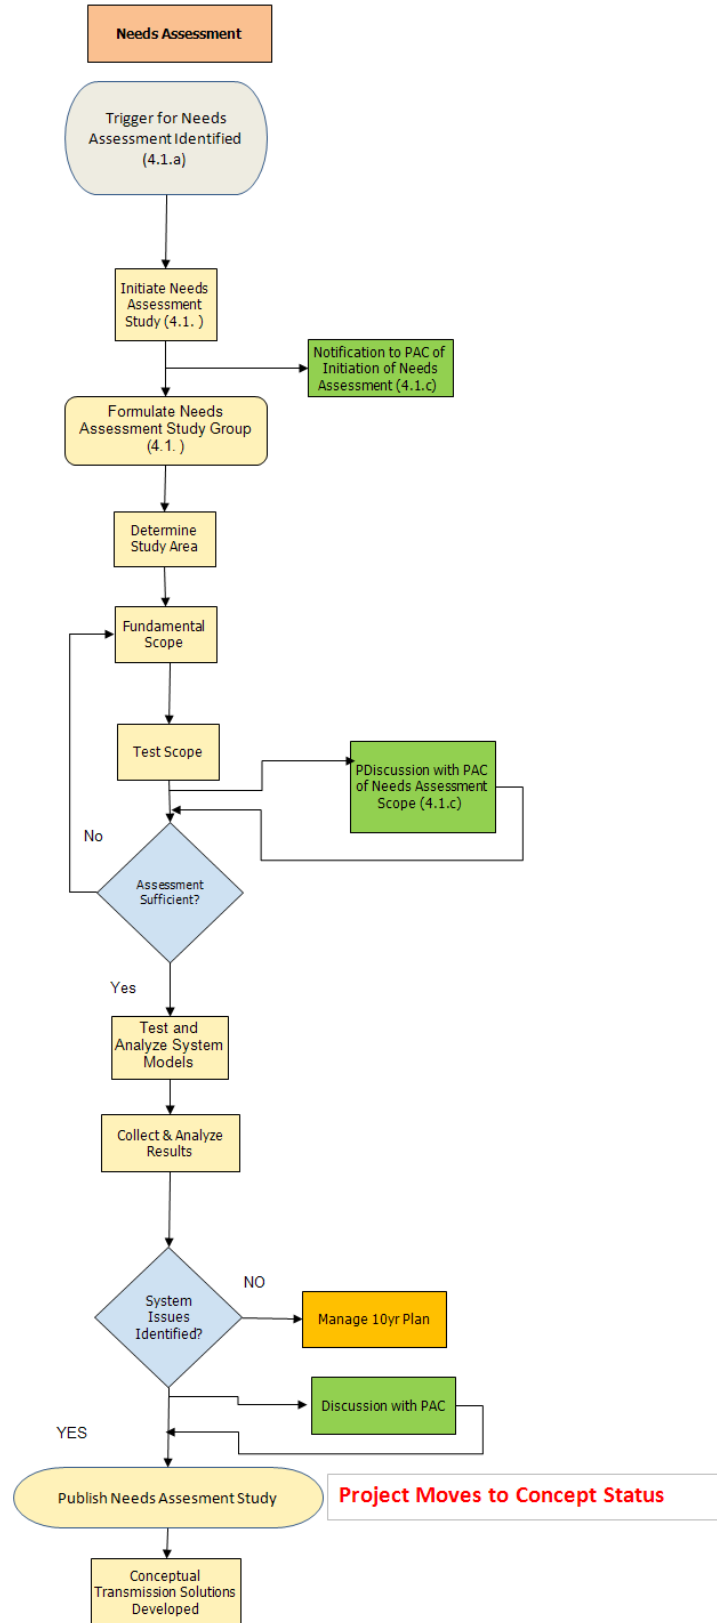 Needs Assessment
Trigger for Needs
Assessment Identified
(4.1.a)
Initiate Needs
Assessment
Study (4.1. )
Notification to PAC of
Initiation of Needs
Assessment (4.1.c)
Formulate Needs
Assessment Study Group
(4.1. )
Determine
Study Area
Fundamental
Scope
Test Scope
PDiscussion with PAC
of Needs Assessment
Scope (4.1.c)
No
Assessment
Sufficient?
Yes
Test and
Analyze System
Models
Collect & Analyze
Results
System
Issues
Identified?
NO
Manage 10yr Plan
Discussion with PAC
YES
Publish Needs Assesment Study
Project Moves to Concept Status
Conceptual
Transmission Solutions
Developed